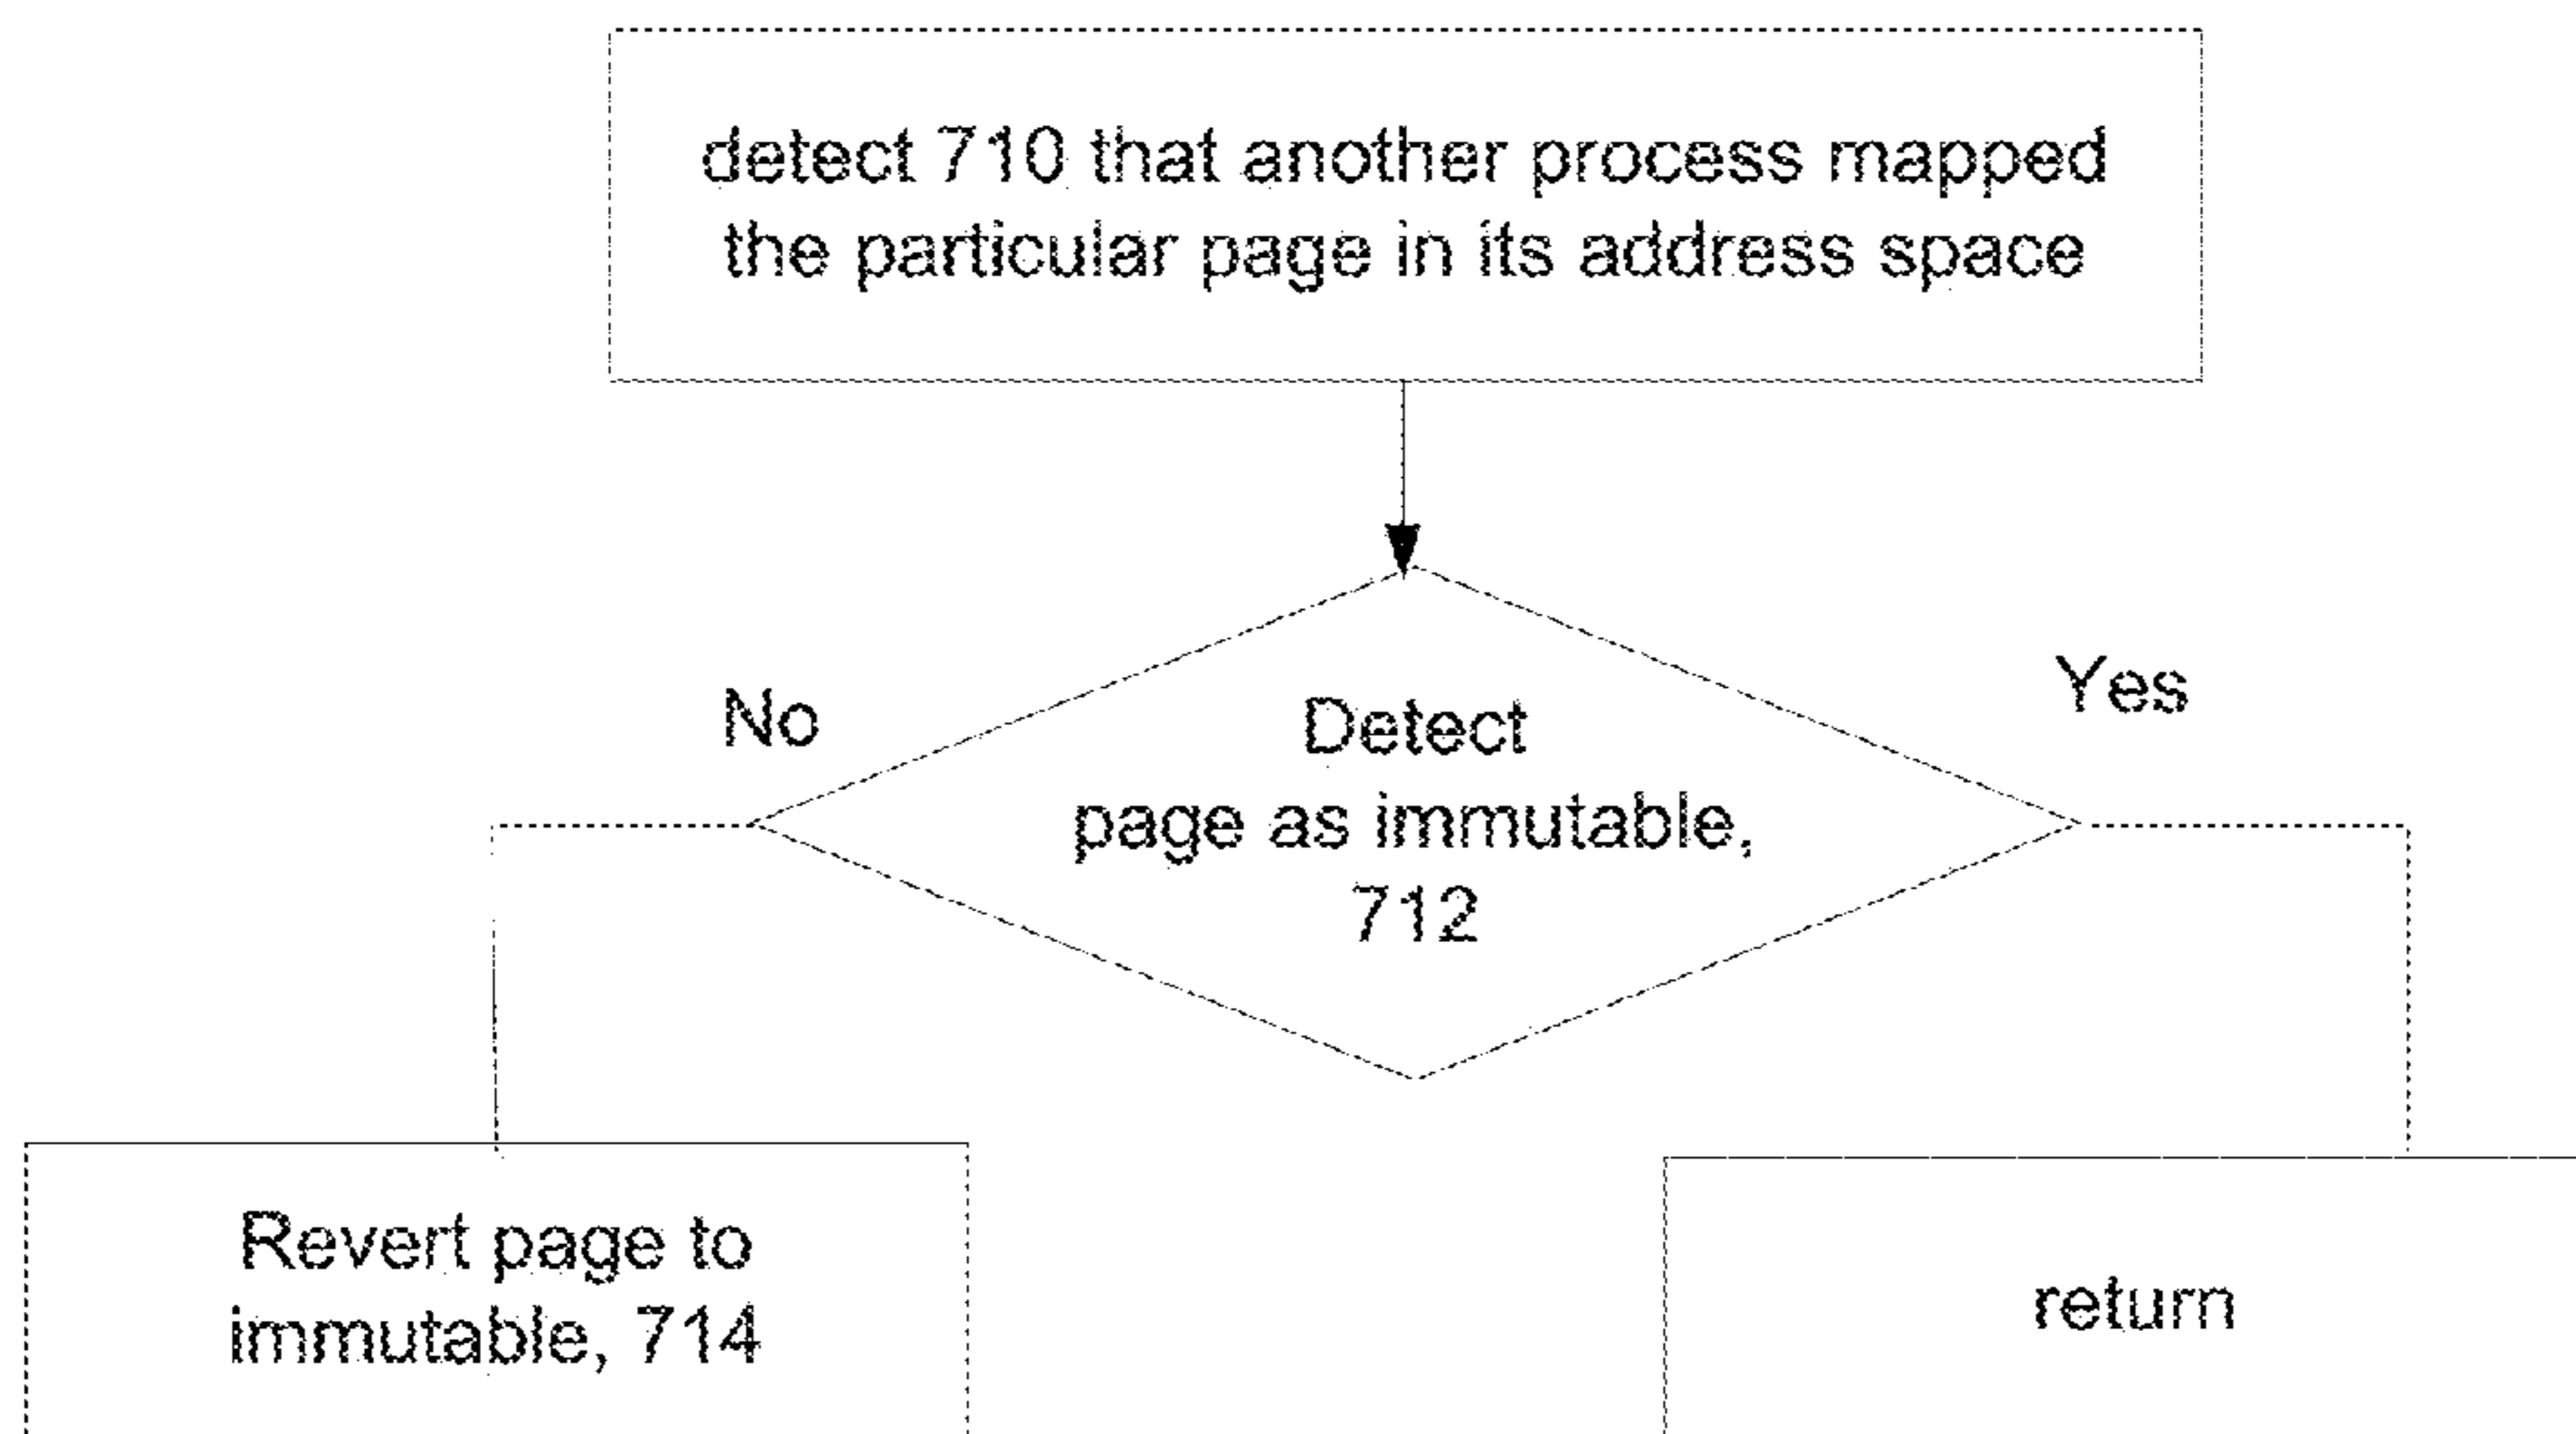 detect 710 that another process mapped
the particular page in its address space
No
Yes
Detect
page as immutable,
712
Revert page to
immutable, 714
return